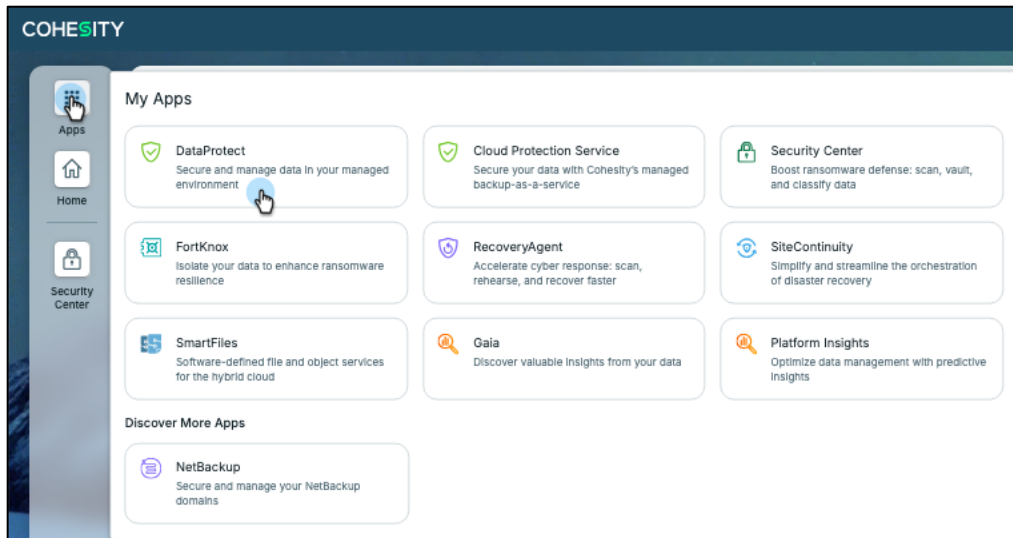 COHESITY
Apps
Home
Security
Center
My Apps
DataProtect
Secure and manage data in your managed
environment
Cloud Protection Service
Secure your data with Cohesity's managed
backup-as-a-service
Security Center
Boost ransomware defense: scan, vault,
and classify data
FortKnox
Isolate your data to enhance ransomware
resilience
RecoveryAgent
Accelerate cyber response: scan,
rehearse, and recover faster
SiteContinuity
Simplify and streamline the orchestration
of disaster recovery
SmartFiles
Software-defined file and object services
for the hybrid cloud
Gaia
Discover valuable insights from your data
Platform Insights
Optimize data management with predictive
insights
Discover More Apps
NetBackup
Secure and manage your NetBackup
domains